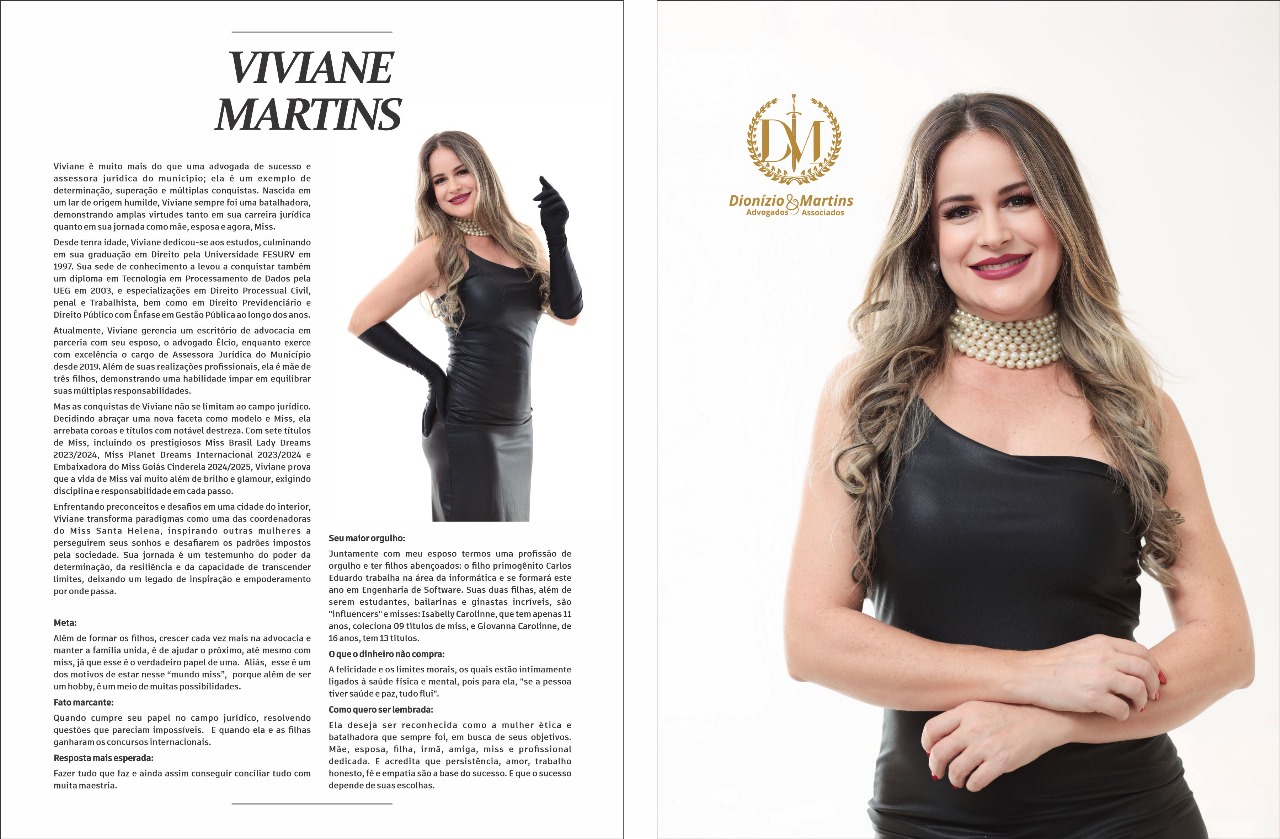 VIVIANE
MARTINS
Viviane é muito mais do que uma advogada de sucesso e
assessora jurídica do município; ela é um exemplo de
determinação, superação e múltiplas conquistas. Nascida em
um lar de origem humilde, Viviane sempre foi uma batalhadora,
demonstrando amplas virtudes tanto em sua carreira jurídica
quanto em sua jornada como mãe, esposa e agora, Miss.
Desde tenra idade, Viviane dedicou-se aos estudos, culminando
em sua graduação em Direito pela Universidade FESURV em
1997. Sua sede de conhecimento a levou a conquistar também
um diploma em Tecnologia em Processamento de Dados pela
UEG em 2003, e especializações em Direito Processual Civil,
penal e Trabalhista, bem como em Direito Previdenciário e
Direito Público com Ênfase em Gestão Pública ao longo dos anos.
Atualmente, Viviane gerencia um escritório de advocacia em
parceria com seu esposo, o advogado Élcio, enquanto exerce
com excelência o cargo de Assessora Jurídica do Município
desde 2019. Além de suas realizações profissionais, ela é mãe de
três filhos, demonstrando uma habilidade ímpar em equilibrar
suas múltiplas responsabilidades.
Mas as conquistas de Viviane não se limitam ao campo jurídico.
Decidindo abraçar uma nova faceta como modelo e Miss, ela
arrebata coroas e títulos com notável destreza. Com sete títulos
de Miss, incluindo os prestigiosos Miss Brasil Lady Dreams
2023/2024, Miss Planet Dreams Internacional 2023/2024 e
Embaixadora do Miss Goiás Cinderela 2024/2025, Viviane prova
que a vida de Miss vai muito além de brilho e glamour, exigindo
disciplina e responsabilidade em cada passo.
Enfrentando preconceitos e desafios em uma cidade do interior,
Viviane transforma paradigmas como uma das coordenadoras
do Miss Santa Helena, inspirando outras mulheres a
perseguirem seus sonhos e desafiarem os padrões impostos
pela sociedade. Sua jornada é um testemunho do poder da
determinação, da resiliência e da capacidade de transcender
limites, deixando um legado de inspiração e empoderamento
por onde passa.
Meta:
Além de formar os filhos, crescer cada vez mais na advocacia e
manter a família unida, é de ajudar o próximo, até mesmo com
miss, já que esse é o verdadeiro papel de uma. Aliás, esse é um
dos motivos de estar nesse “mundo miss”, porque além de ser
um hobby, é um meio de muitas possibilidades.
Fato marcante:
Quando cumpre seu papel no campo jurídico, resolvendo
questões que pareciam impossíveis. E quando ela e as filhas
ganharam os concursos internacionais.
Resposta mais esperada:
Fazer tudo que faz e ainda assim conseguir conciliar tudo com
muita maestria.
Seu maior orgulho:
Juntamente com meu esposo termos uma profissão de
orgulho e ter filhos abençoados: o filho primogênito Carlos
Eduardo trabalha na área da informática e se formará este
ano em Engenharia de Software. Suas duas filhas, além de
serem estudantes, bailarinas e ginastas incríveis, são
"influencers" e misses: Isabelly Carolinne, que tem apenas 11
anos, coleciona 09 títulos de miss, e Giovanna Carolinne, de
16 anos, tem 13 títulos.
O que o dinheiro não compra:
A felicidade e os limites morais, os quais estão intimamente
ligados à saúde física e mental, pois para ela, "se a pessoa
tiver saúde e paz, tudo flui".
Como quero ser lembrada:
Ela deseja ser reconhecida como a mulher ética e
batalhadora que sempre foi, em busca de seus objetivos.
Mãe, esposa, filha, irmã, amiga, miss e profissional
dedicada. E acredita que persistência, amor, trabalho
honesto, fé e empatia são a base do sucesso. E que o sucesso
depende de suas escolhas.
DM
Dionízio & Martins
Advogados Associados